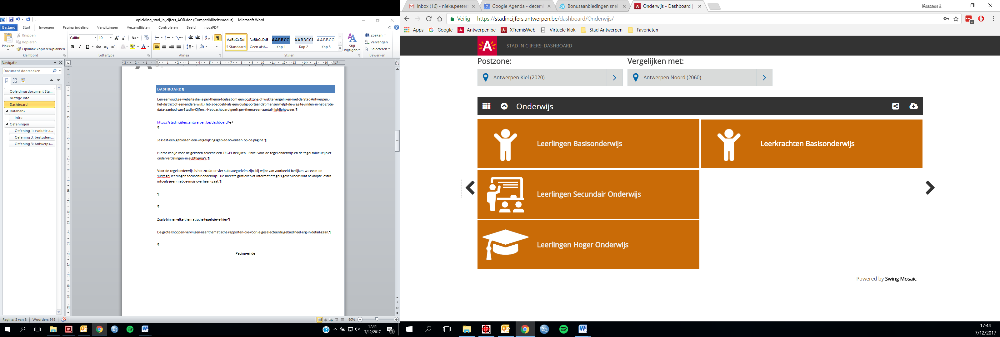 opleiding_stad_in_cijfers_AOB.doc (Compatibiliteitsmodus) - Microsoft Word
Bestand Start Invoegen Pagina-indeling Verwijzingen Verzendlijsten Controleren Beeld novaPDF
Plakken
Knippen
Kopiëren
Opmaak kopiëren/plakken
Klembord
Calibri 10
Lettertype
Alinea
AaBbCcDdE AaBbCcDdE AABBCCI AABBCCI AABBCCI
¶ Standaard Geen afst... Kop 1 Kop 2 Kop 3
Stijl wijzigen
Stijlen
Zoeken
Vervangen
Selecteren
Bewerken
Navigatie
Document doorzoeken
Opleidingsdocument Sta...
Nuttige info
Dashboard
Databank
Intro
Oefeningen
Oefening 1: evolutie a...
Oefening 3: bestudeer...
Oefening 3: Antwerps...
DASHBOARD¶
Een eenvoudige website die je per thema toelaat om een postzone of wijk te vergelijken met de Stad Antwerpen,
het district of een andere wijk. Het is bedoeld als eenvoudig portaal dat mensen helpt de weg te vinden in het grote
data-aanbod van Stad in Cijfers. Het dashboard geeft per thema een aantal highlight weer.¶
https://stadincijfers.antwerpen.be/dashboard/
¶
Je kiest een gebied en een vergelijkingsgebied bovenaan op de pagina.¶
Hierna kan je voor de gekozen selectie een TEGEL bekijken. Enkel voor de tegel onderwijs en de tegel milieu zijn er
onderverdelingen in subthema's.¶
Voor de tegel onderwijs is het zo dat er vier subcategorieën zijn: bij wijze van voorbeeld bekijken we even de
subtegel leerlingen secundair onderwijs. De meeste grafieken of informatietegels geven reeds wat beknopte extra
info als je er met de muis overheen gaat.¶
¶
¶
Zoals binnen elke thematische tegel zie je hier ¶
De grote knoppen verwijzen naar thematische rapporten die voor je geselecteerde gebied heel erg in detail gaan.¶
¶
Pagina-einde
Pagina: 3 van 8 Woorden: 919 90%
17:44
7/12/2017
Inbox (16) - nieke.peeter Google Agenda - decemb Bonusaanbiedingen snel Onderwijs - Dashboard | Persoon 2
Veilig https://stadincijfers.antwerpen.be/dashboard/Onderwijs/
Apps Google Antwerpen.be XTremisWeb Virtuele klok Stad Antwerpen Favorieten
A STAD IN CIJFERS: DASHBOARD
Postzone: Vergelijken met:
Antwerpen Kiel (2020) Antwerpen Noord (2060)
Onderwijs
Leerlingen Basisonderwijs Leerkrachten Basisonderwijs
Leerlingen Secundair Onderwijs
Leerlingen Hoger Onderwijs
Powered by Swing Mosaic
17:44
7/12/2017